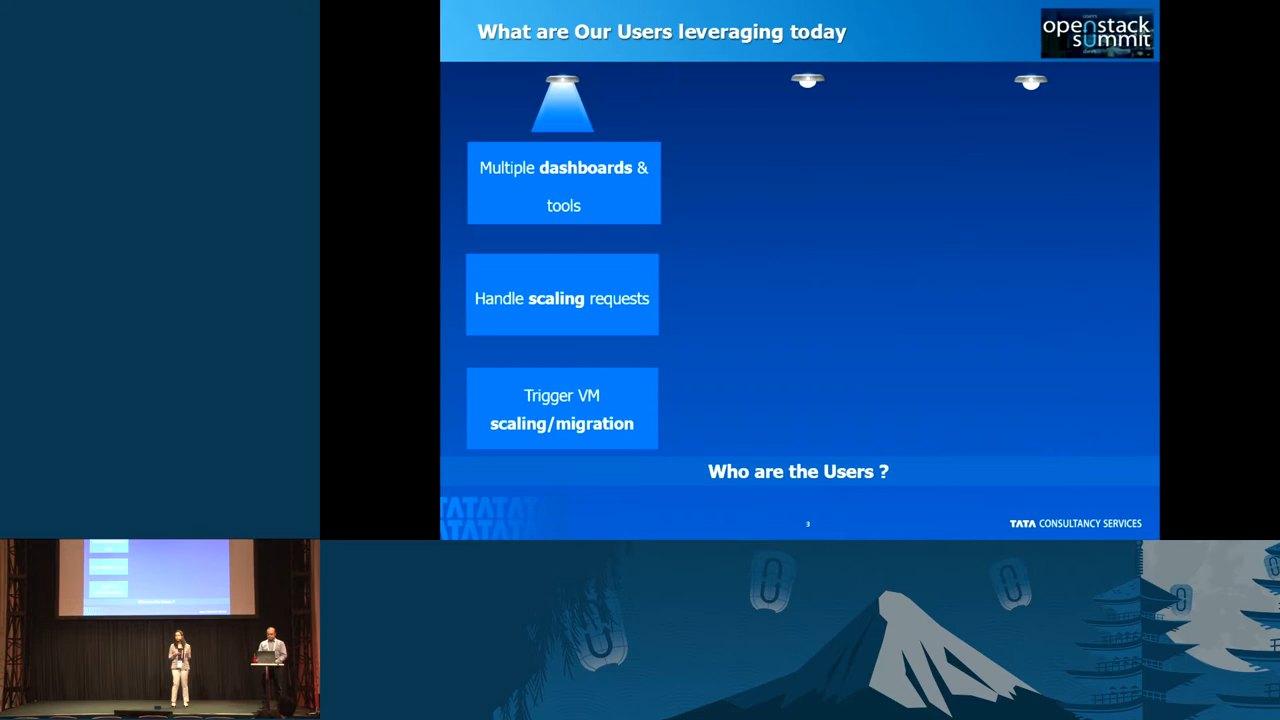 What are Our Users leveraging today
openstack
summit
Multiple dashboards &
tools
Handle scaling requests
Trigger VM
scaling/migration
Who are the Users ?
3
TATA CONSULTANCY SERVICES